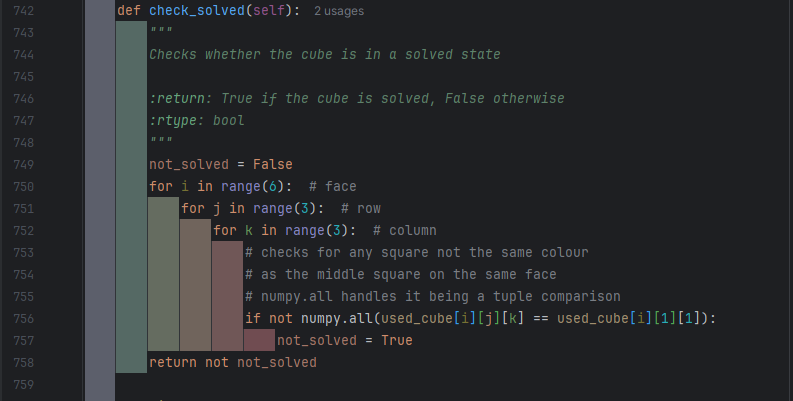 742 def check_solved(self): 2 usages
743 """
744 Checks whether the cube is in a solved state
745
746 :return: True if the cube is solved, False otherwise
747 :rtype: bool
748 """
749 not_solved = False
750 for i in range(6):  # face
751 for j in range(3):  # row
752 for k in range(3):  # column
753 # checks for any square not the same colour
754 # as the middle square on the same face
755 # numpy.all handles it being a tuple comparison
756 if not numpy.all(used_cube[i][j][k] == used_cube[i][1][1]):
757 not_solved = True
758 return not not_solved
759